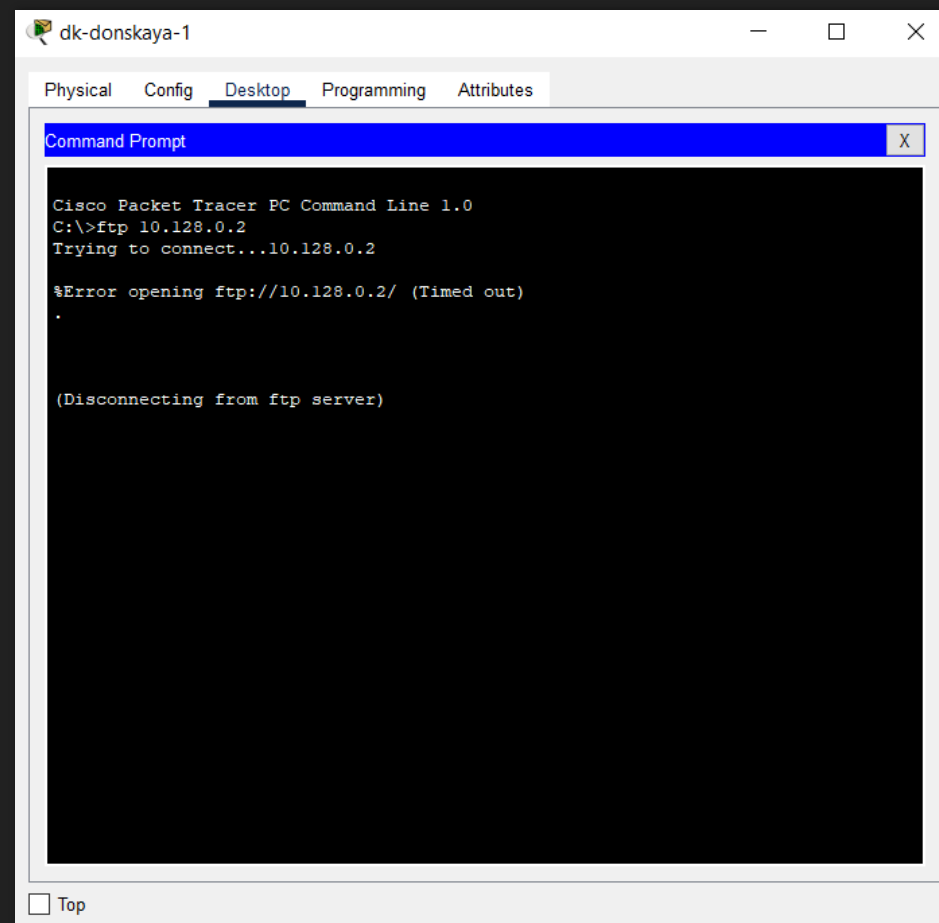 dk-donskaya-1
Physical Config Desktop Programming Attributes
Command Prompt X
Cisco Packet Tracer PC Command Line 1.0
C:\>ftp 10.128.0.2
Trying to connect...10.128.0.2
%Error opening ftp://10.128.0.2/ (Timed out)
.
(Disconnecting from ftp server)
Top